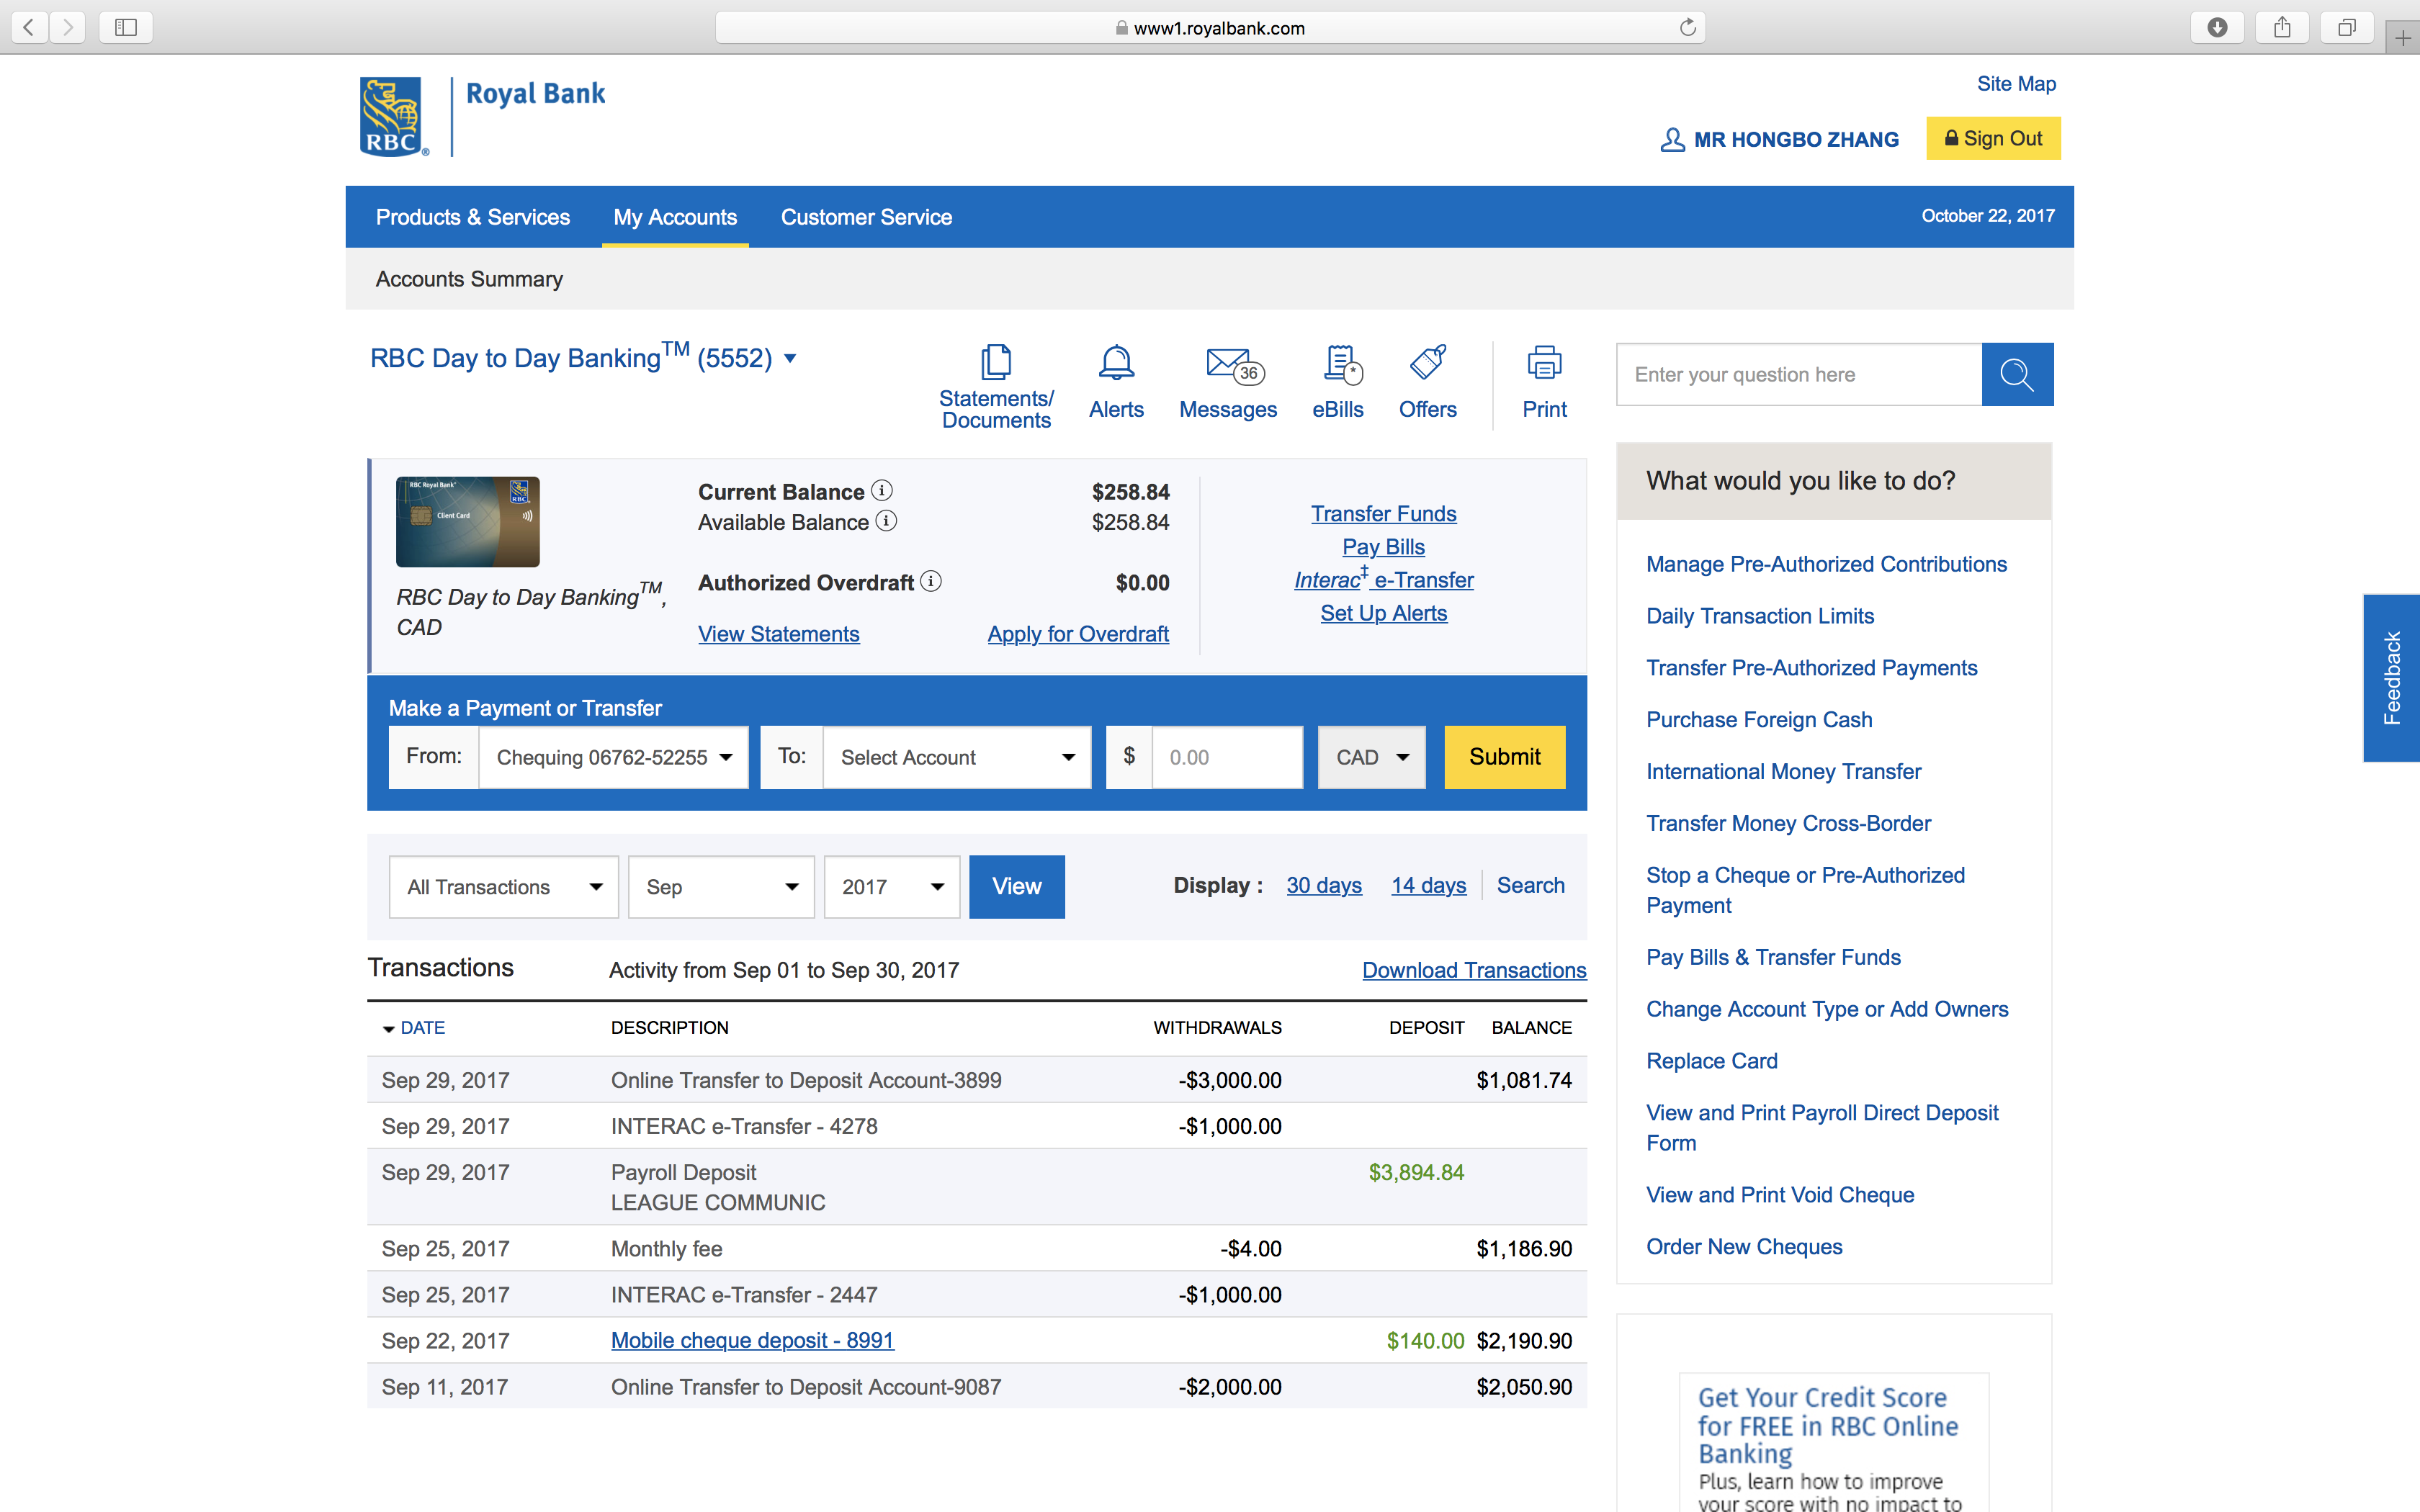 www1.royalbank.com
Site Map
RBC
®
Royal Bank
MR HONGBO ZHANG
Sign Out
Products & Services
My Accounts
Customer Service
October 22, 2017
Accounts Summary
RBC Day to Day Banking™ (5552)
Statements/
Documents
Alerts
36
Messages
*
eBills
Offers
Print
Enter your question here
RBC Royal Bank®
RBC
Client Card
RBC Day to Day Banking™,
CAD
Current Balance i $258.84
Available Balance i $258.84
Authorized Overdraft i $0.00
View Statements
Apply for Overdraft
Transfer Funds
Pay Bills
Interac‡ e-Transfer
Set Up Alerts
Make a Payment or Transfer
From: Chequing 06762-52255 To: Select Account $ 0.00 CAD Submit
All Transactions Sep 2017 View Display : 30 days 14 days Search
Transactions Activity from Sep 01 to Sep 30, 2017 Download Transactions
DATE DESCRIPTION WITHDRAWALS DEPOSIT BALANCE
Sep 29, 2017 Online Transfer to Deposit Account-3899 -$3,000.00 $1,081.74
Sep 29, 2017 INTERAC e-Transfer - 4278 -$1,000.00
Sep 29, 2017 Payroll Deposit $3,894.84
LEAGUE COMMUNIC
Sep 25, 2017 Monthly fee -$4.00 $1,186.90
Sep 25, 2017 INTERAC e-Transfer - 2447 -$1,000.00
Sep 22, 2017 Mobile cheque deposit - 8991 $140.00 $2,190.90
Sep 11, 2017 Online Transfer to Deposit Account-9087 -$2,000.00 $2,050.90
What would you like to do?
Manage Pre-Authorized Contributions
Daily Transaction Limits
Transfer Pre-Authorized Payments
Purchase Foreign Cash
International Money Transfer
Transfer Money Cross-Border
Stop a Cheque or Pre-Authorized
Payment
Pay Bills & Transfer Funds
Change Account Type or Add Owners
Replace Card
View and Print Payroll Direct Deposit
Form
View and Print Void Cheque
Order New Cheques
Get Your Credit Score
for FREE in RBC Online
Banking
Plus, learn how to improve
your score with no impact to
Feedback